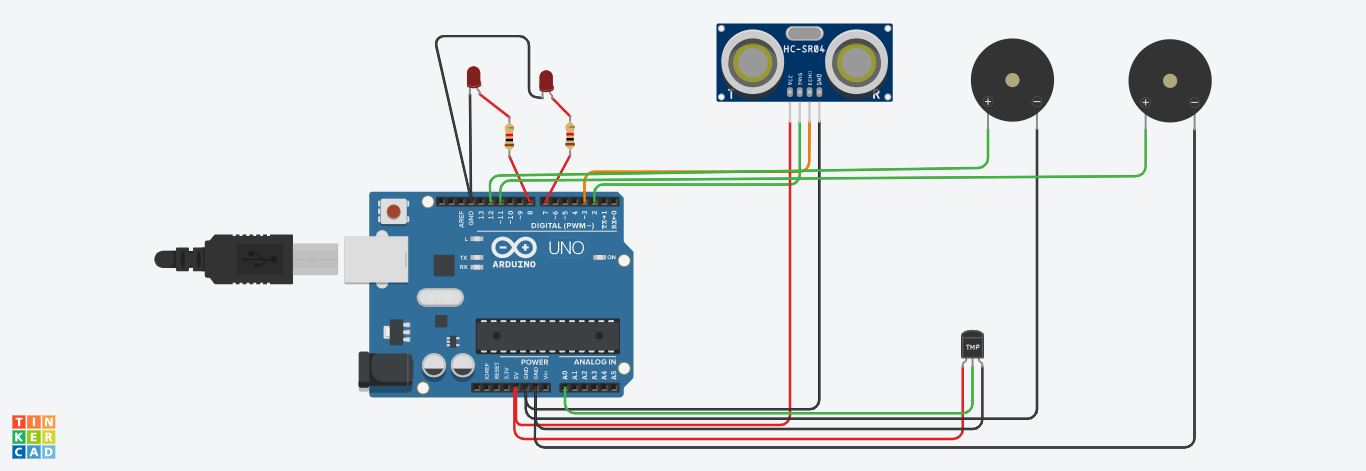 HC-SR04
VCC
TRIG
ECHO
GND
T
R
+
−
+
−
AREF
GND
13
12
~11
~10
~9
8
7
~6
~5
4
~3
2
TX→1
RX←0
DIGITAL (PWM~)
L
TX
RX
UNO
ARDUINO
ON
TMP
POWER
ANALOG IN
IOREF
RESET
3.3V
5V
GND
GND
Vin
A0
A1
A2
A3
A4
A5
TIN
KER
CAD